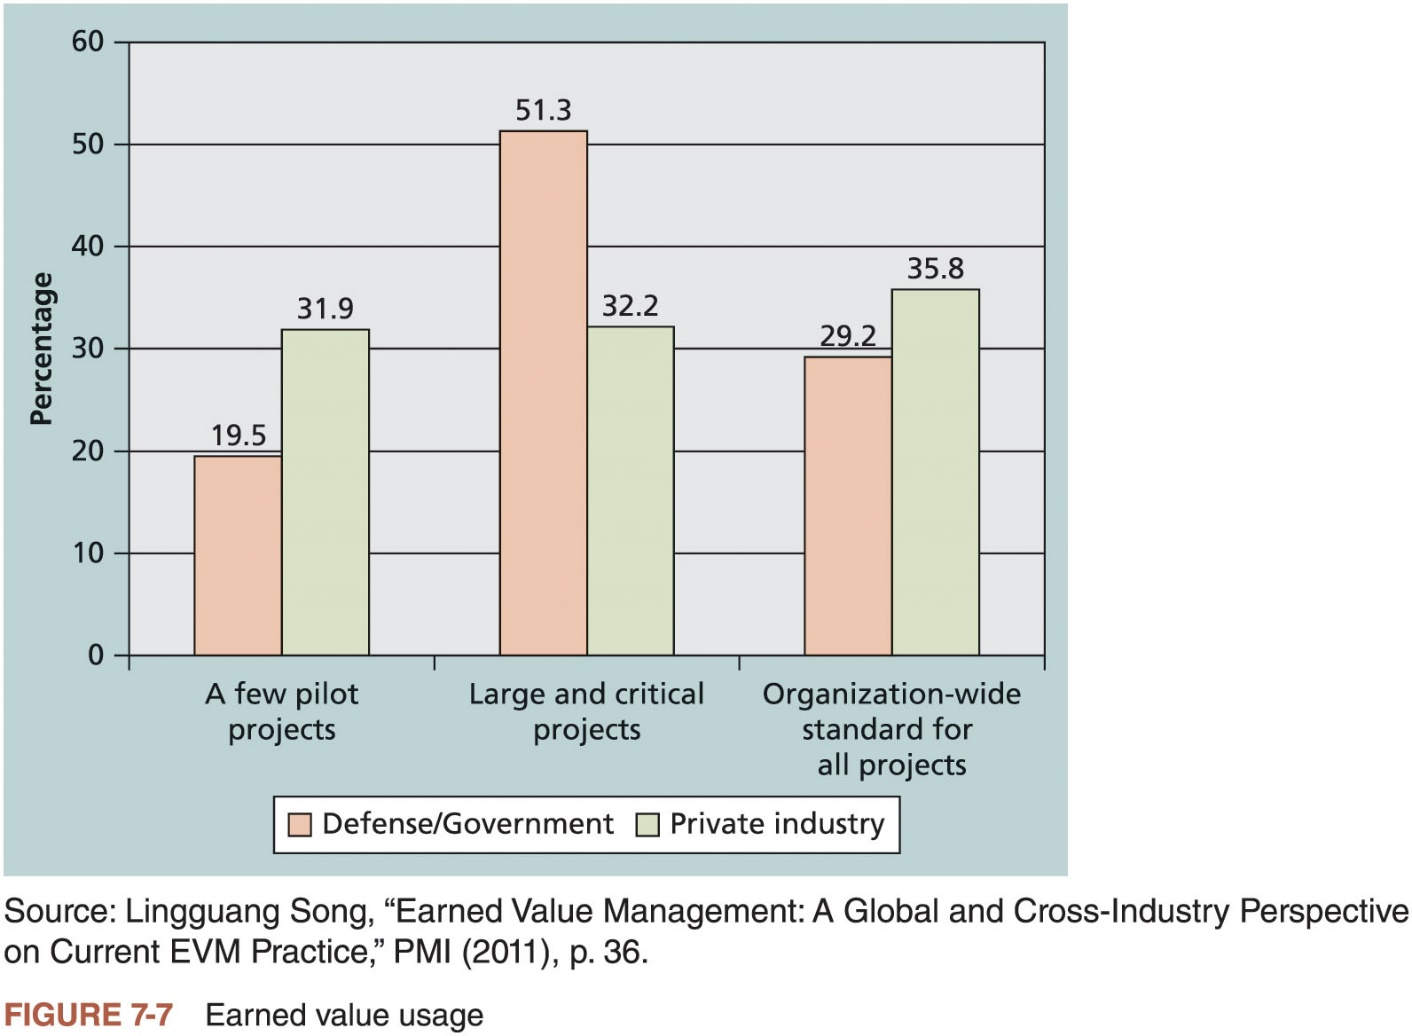 60
50
40
30
20
10
0
Percentage
19.5
31.9
51.3
32.2
29.2
35.8
A few pilot
projects
Large and critical
projects
Organization-wide
standard for
all projects
Defense/Government
Private industry
Source: Lingguang Song, “Earned Value Management: A Global and Cross-Industry Perspective
on Current EVM Practice,” PMI (2011), p. 36.
FIGURE 7-7 Earned value usage